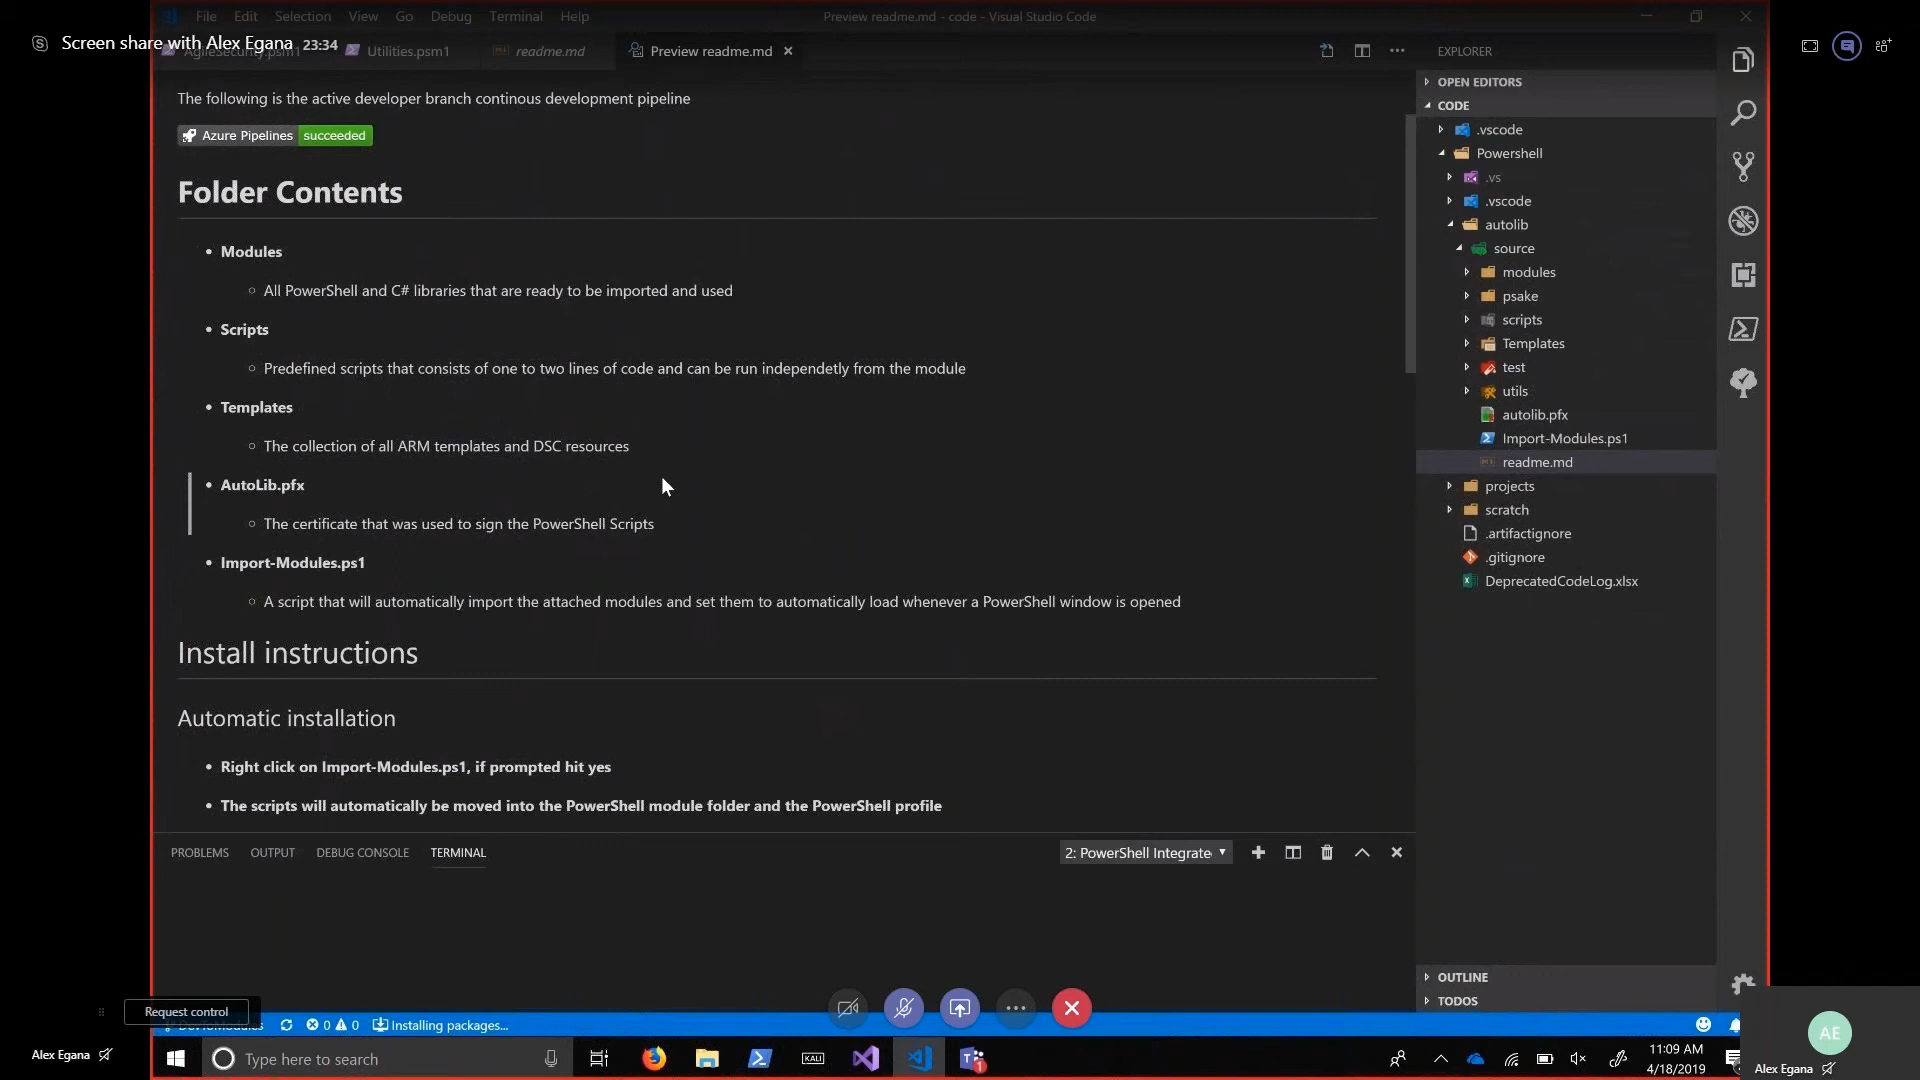 File Edit Selection View Go Debug Terminal Help
Preview readme.md - code - Visual Studio Code
Screen share with Alex Egana 23:34
AgileSecurity.psm1
Utilities.psm1
readme.md
Preview readme.md
The following is the active developer branch continous development pipeline
Azure Pipelines succeeded
Folder Contents
Modules
All PowerShell and C# libraries that are ready to be imported and used
Scripts
Predefined scripts that consists of one to two lines of code and can be run independetly from the module
Templates
The collection of all ARM templates and DSC resources
AutoLib.pfx
The certificate that was used to sign the PowerShell Scripts
Import-Modules.ps1
A script that will automatically import the attached modules and set them to automatically load whenever a PowerShell window is opened
Install instructions
Automatic installation
Right click on Import-Modules.ps1, if prompted hit yes
The scripts will automatically be moved into the PowerShell module folder and the PowerShell profile
EXPLORER
OPEN EDITORS
CODE
.vscode
Powershell
.vs
.vscode
autolib
source
modules
psake
scripts
Templates
test
utils
autolib.pfx
Import-Modules.ps1
readme.md
projects
scratch
.artifactignore
.gitignore
DeprecatedCodeLog.xlsx
OUTLINE
TODOS
PROBLEMS OUTPUT DEBUG CONSOLE TERMINAL
2: PowerShell Integrate
Request control
DevToModules
0 0 Installing packages...
Alex Egana
Type here to search
KALI
1
11:09 AM
4/18/2019
AE
Alex Egana